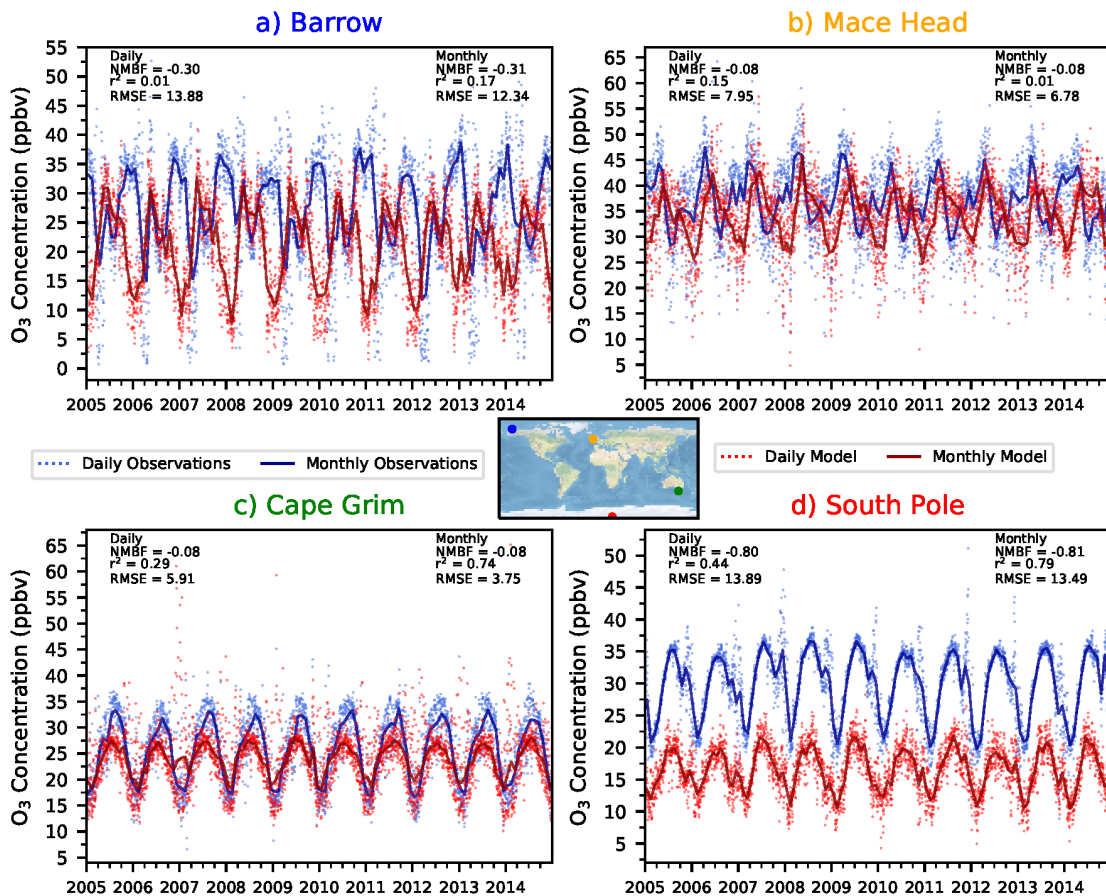 a) Barrow
b) Mace Head
O3 Concentration (ppbv)
55
50
45
40
35
30
25
20
15
10
5
0
Daily
NMBF = -0.30
r² = 0.01
RMSE = 13.88
Monthly
NMBF = -0.31
r² = 0.17
RMSE = 12.34
2005 2006 2007 2008 2009 2010 2011 2012 2013 2014
O3 Concentration (ppbv)
65
60
55
50
45
40
35
30
25
20
15
10
5
Daily
NMBF = -0.08
r² = 0.15
RMSE = 7.95
Monthly
NMBF = -0.08
r² = 0.01
RMSE = 6.78
2005 2006 2007 2008 2009 2010 2011 2012 2013 2014
Daily Observations Monthly Observations
Daily Model Monthly Model
c) Cape Grim
d) South Pole
O3 Concentration (ppbv)
65
60
55
50
45
40
35
30
25
20
15
10
5
Daily
NMBF = -0.08
r² = 0.29
RMSE = 5.91
Monthly
NMBF = -0.08
r² = 0.74
RMSE = 3.75
2005 2006 2007 2008 2009 2010 2011 2012 2013 2014
O3 Concentration (ppbv)
50
45
40
35
30
25
20
15
10
5
Daily
NMBF = -0.80
r² = 0.44
RMSE = 13.89
Monthly
NMBF = -0.81
r² = 0.79
RMSE = 13.49
2005 2006 2007 2008 2009 2010 2011 2012 2013 2014